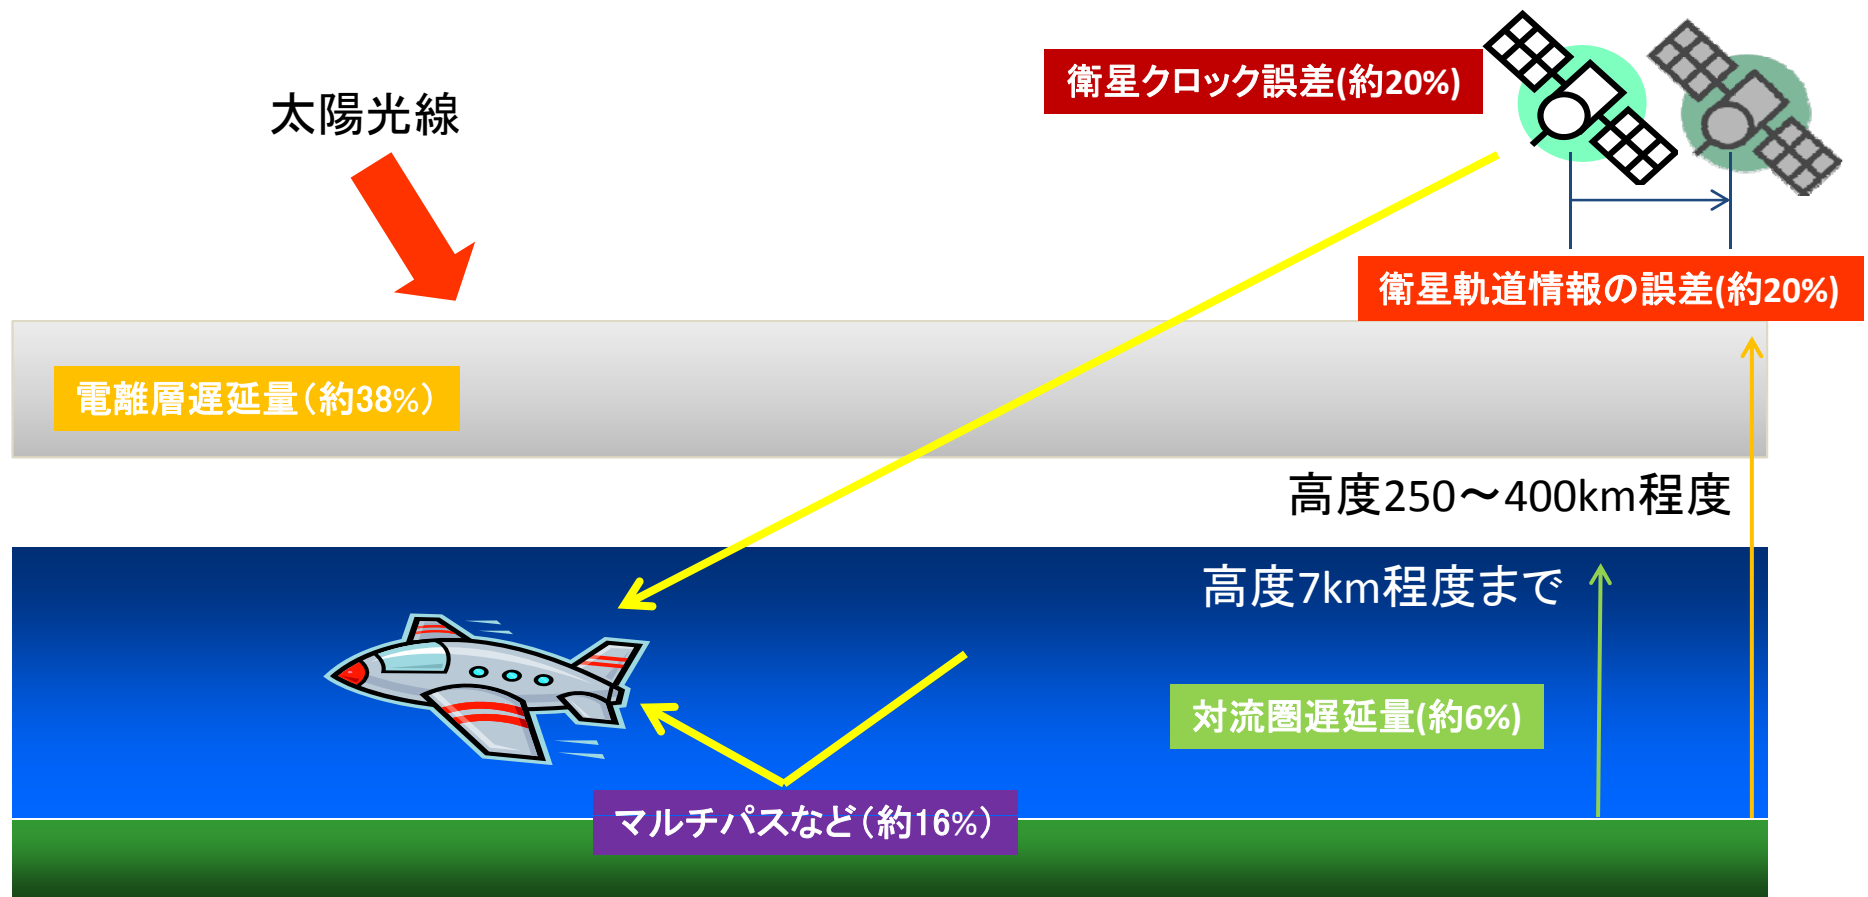 衛星クロック誤差(約20%)
太陽光線
衛星軌道情報の誤差(約20%)
電離層遅延量（約38%）
高度250～400km程度
高度7km程度まで
対流圏遅延量(約6%)
マルチパスなど（約16%）